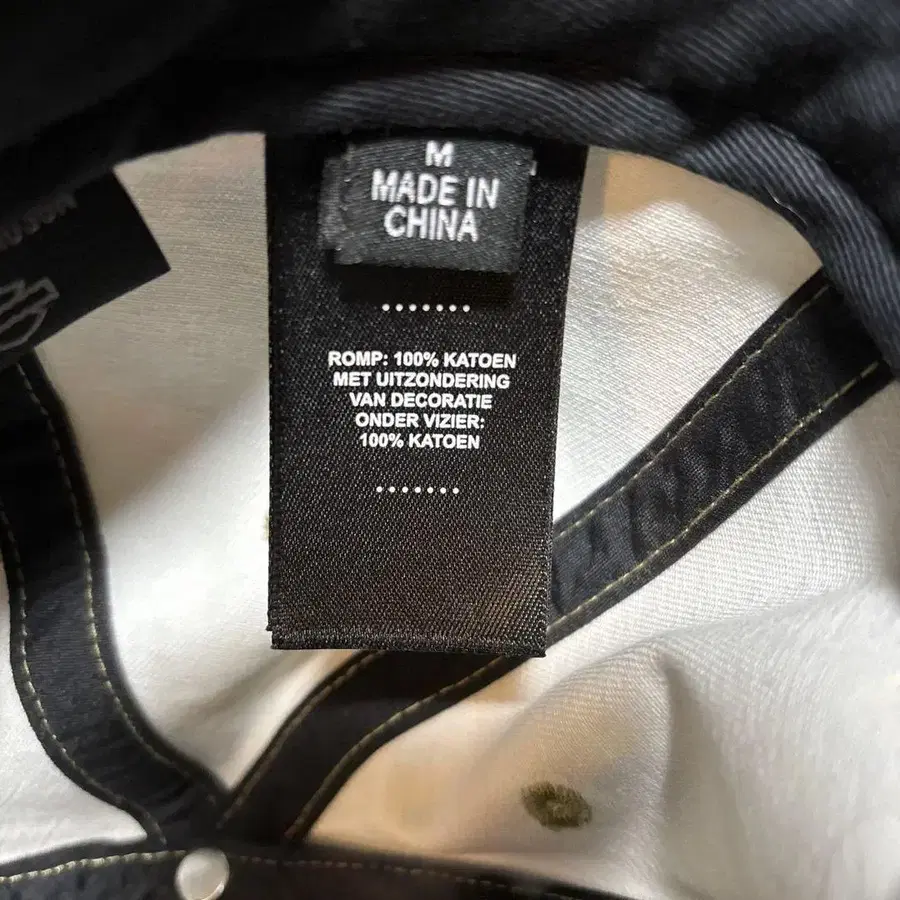 M
MADE IN
CHINA
ROMP: 100% KATOEN
MET UITZONDERING
VAN DECORATIE
ONDER VIZIER:
100% KATOEN